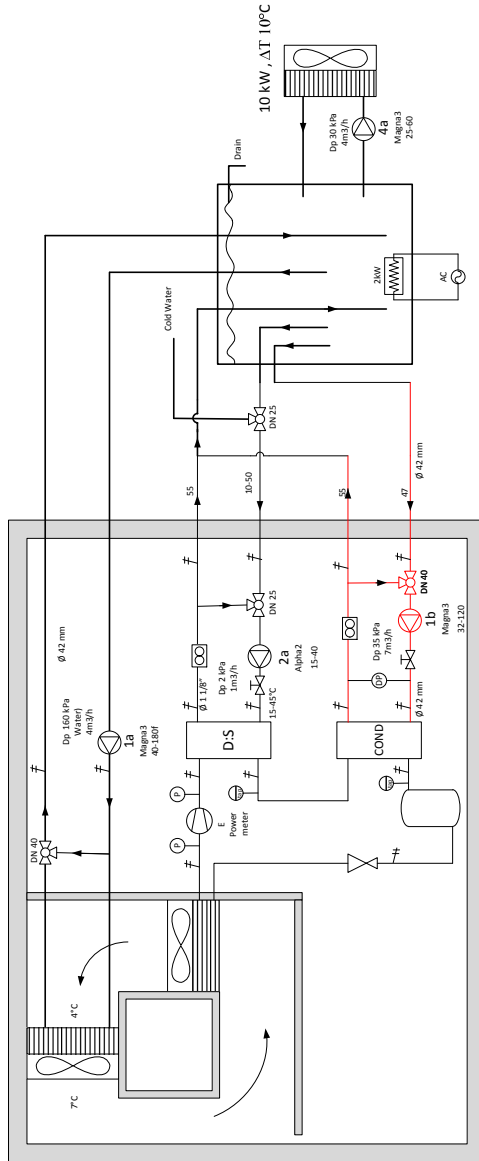 10 kW , ΔT 10°C
Dp 30 kPa
4m3/h
4a
Magna3
25-60
Drain
Cold Water
2kW
AC
DN 25
55
10-50
55
47
Ø 42 mm
Ø 42 mm
DN 25
DN 40
Dp 160 kPa
Water)
4m3/h
1a
Magna3
40-180f
DN 40
Ø 1 1/8"
Dp 2 kPa
1m3/h
2a
Alpha2
15-40
15-45°C
D:S
Dp 35 kPa
7m3/h
1b
Magna3
32-120
DP
Ø 42 mm
COND
P
P
E
Power
meter
4°C
7°C